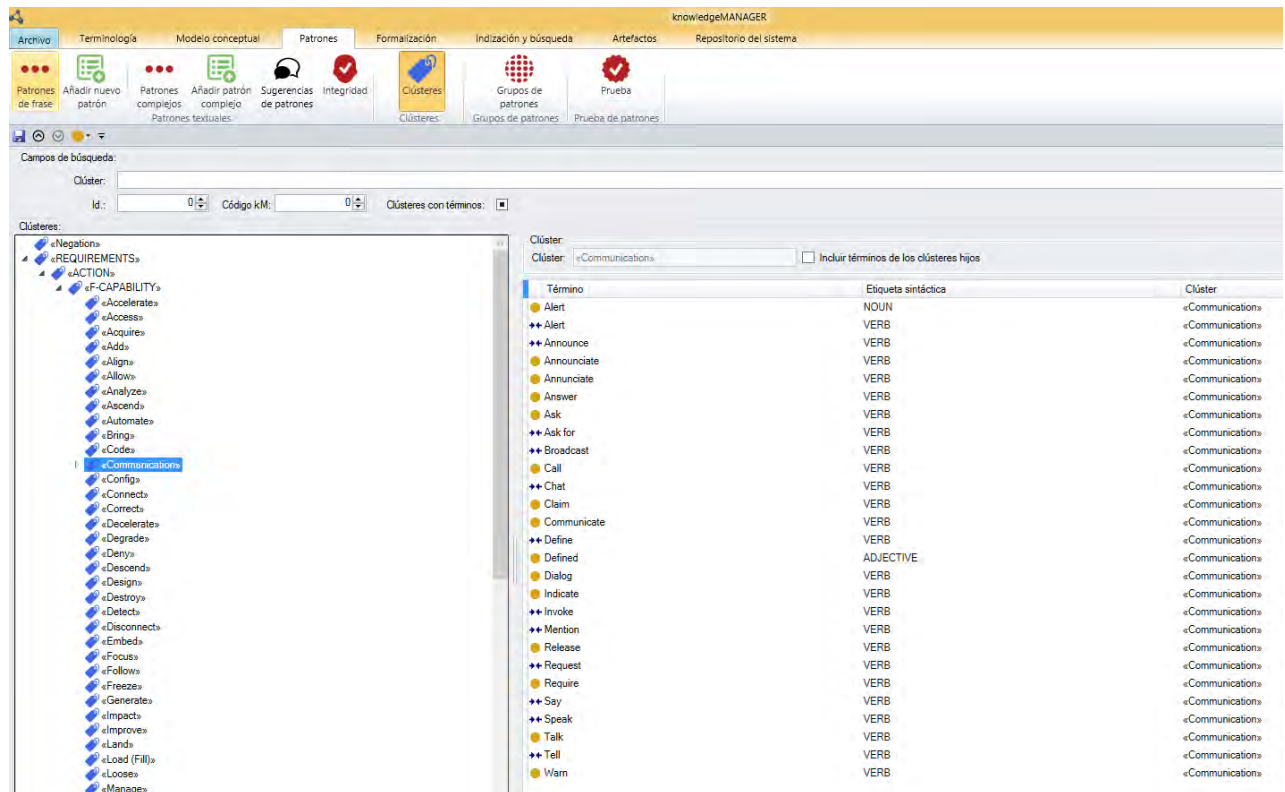 knowledgeMANAGER
Archivo Terminología Modelo conceptual Patrones Formalización Indización y búsqueda Artefactos Repositorio del sistema
Patrones de frase Añadir nuevo patrón Patrones complejos Añadir patrón complejo Sugerencias de patrones Integridad Clústeres Grupos de patrones Prueba
Patrones textuales Clústeres Grupos de patrones Prueba de patrones
Campos de búsqueda:
Clúster:
Id.: 0 Código kM: 0 Clústeres con términos:
Clústeres:
«Negation»
«REQUIREMENTS»
«ACTION»
«F-CAPABILITY»
«Accelerate»
«Access»
«Acquire»
«Add»
«Align»
«Allow»
«Analyze»
«Ascend»
«Automate»
«Bring»
«Code»
«Communication»
«Config»
«Connect»
«Correct»
«Decelerate»
«Degrade»
«Deny»
«Descend»
«Design»
«Destroy»
«Detect»
«Disconnect»
«Embed»
«Focus»
«Follow»
«Freeze»
«Generate»
«Impact»
«Improve»
«Land»
«Load (Fill)»
«Loose»
«Manage»
Clúster:
Clúster: «Communication» Incluir términos de los clústeres hijos
Término Etiqueta sintáctica Clúster
Alert NOUN «Communication»
Alert VERB «Communication»
Announce VERB «Communication»
Announciate VERB «Communication»
Annunciate VERB «Communication»
Answer VERB «Communication»
Ask VERB «Communication»
Ask for VERB «Communication»
Broadcast VERB «Communication»
Call VERB «Communication»
Chat VERB «Communication»
Claim VERB «Communication»
Communicate VERB «Communication»
Define VERB «Communication»
Defined ADJECTIVE «Communication»
Dialog VERB «Communication»
Indicate VERB «Communication»
Invoke VERB «Communication»
Mention VERB «Communication»
Release VERB «Communication»
Request VERB «Communication»
Require VERB «Communication»
Say VERB «Communication»
Speak VERB «Communication»
Talk VERB «Communication»
Tell VERB «Communication»
Warn VERB «Communication»